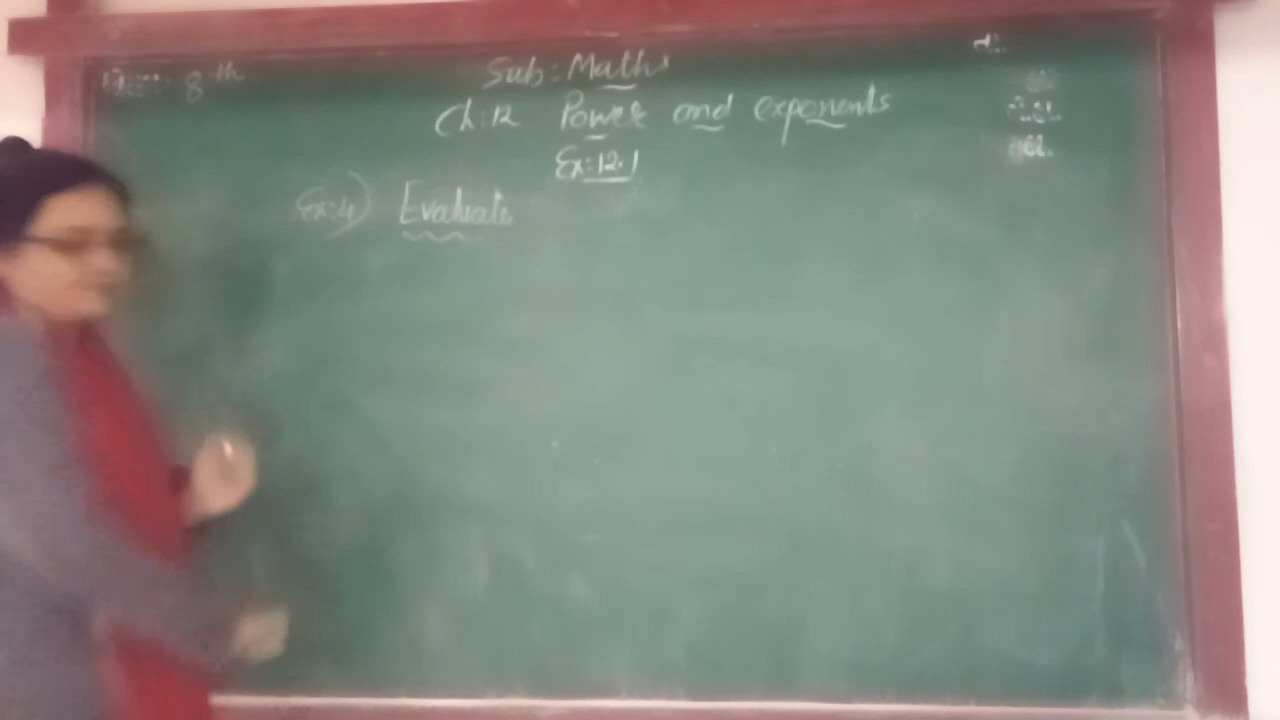 8th
Sub: Maths
Ch:12 Power and exponents
Ex:12.1
Ex:4) Evaluate